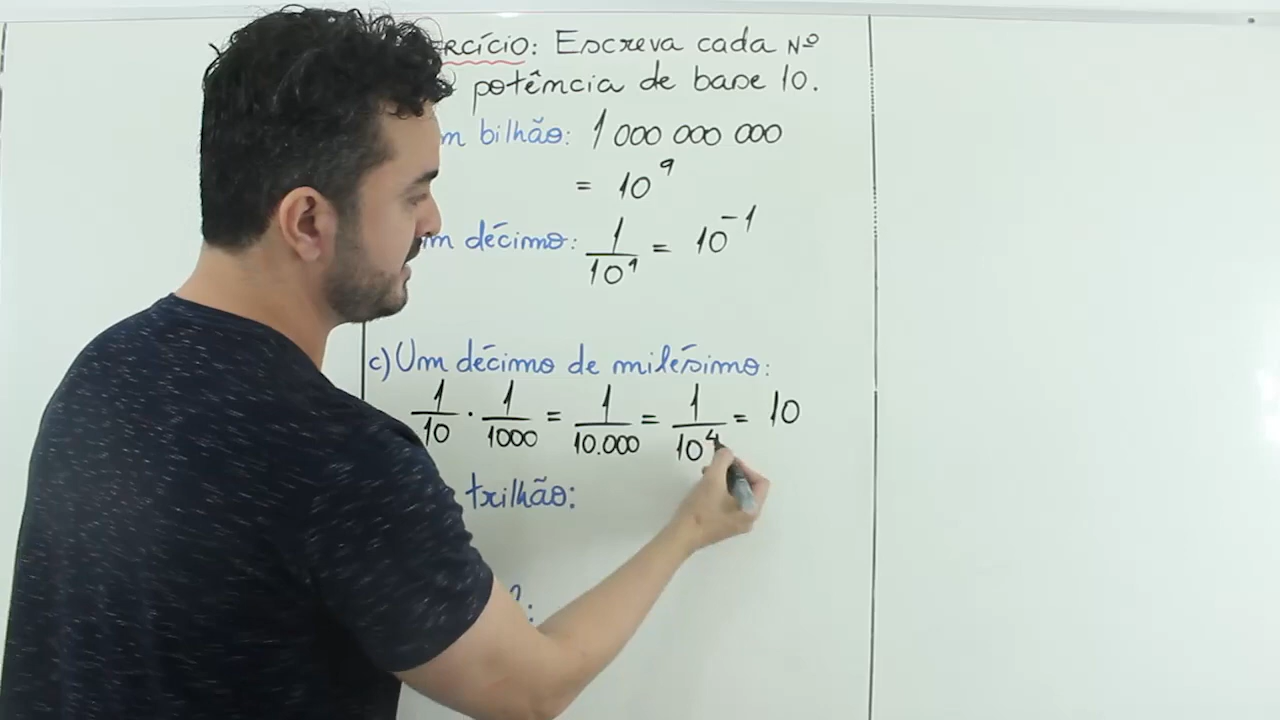 ERCÍCIO: Escreva cada Nº
potência de base 10.
m bilhão: 1 000 000 000
= 10⁹
m décimo: 1/10¹ = 10⁻¹
c) Um décimo de milésimo:
1/10 · 1/1000 = 1/10.000 = 1/10⁴ = 10
trilhão: